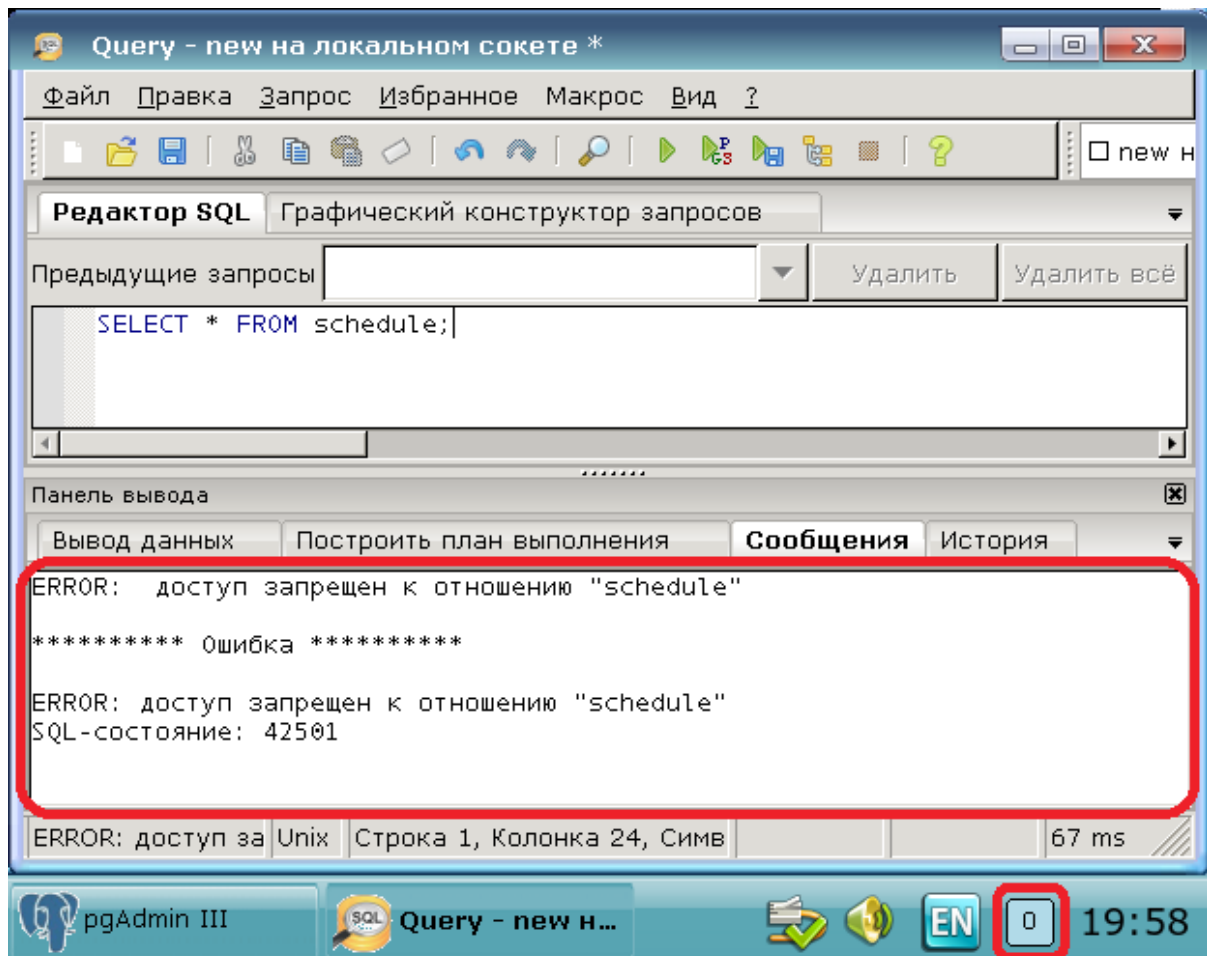 Query - new на локальном сокете *
Файл Правка Запрос Избранное Макрос Вид ?
new н
Редактор SQL Графический конструктор запросов
Предыдущие запросы Удалить Удалить всё
SELECT * FROM schedule;
Панель вывода
Вывод данных Построить план выполнения Сообщения История
ERROR: доступ запрещен к отношению "schedule"
********** Ошибка **********
ERROR: доступ запрещен к отношению "schedule"
SQL-состояние: 42501
ERROR: доступ за Unix Строка 1, Колонка 24, Симв 67 ms
pgAdmin III Query - new н... EN 0 19:58